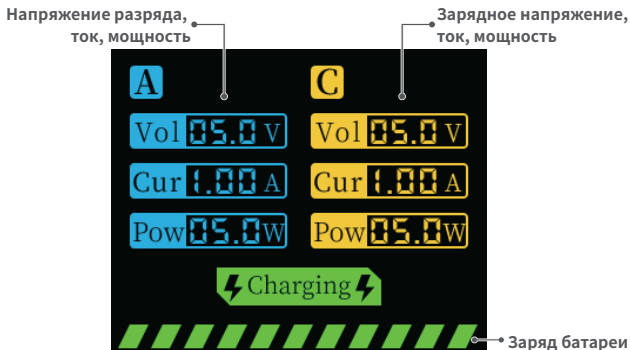 Напряжение разряда,
ток, мощность
Зарядное напряжение,
ток, мощность
A
C
Vol 05.0 V
Vol 05.0 V
Cur 1.00 A
Cur 1.00 A
Pow 05.0 W
Pow 05.0 W
Charging
Заряд батареи